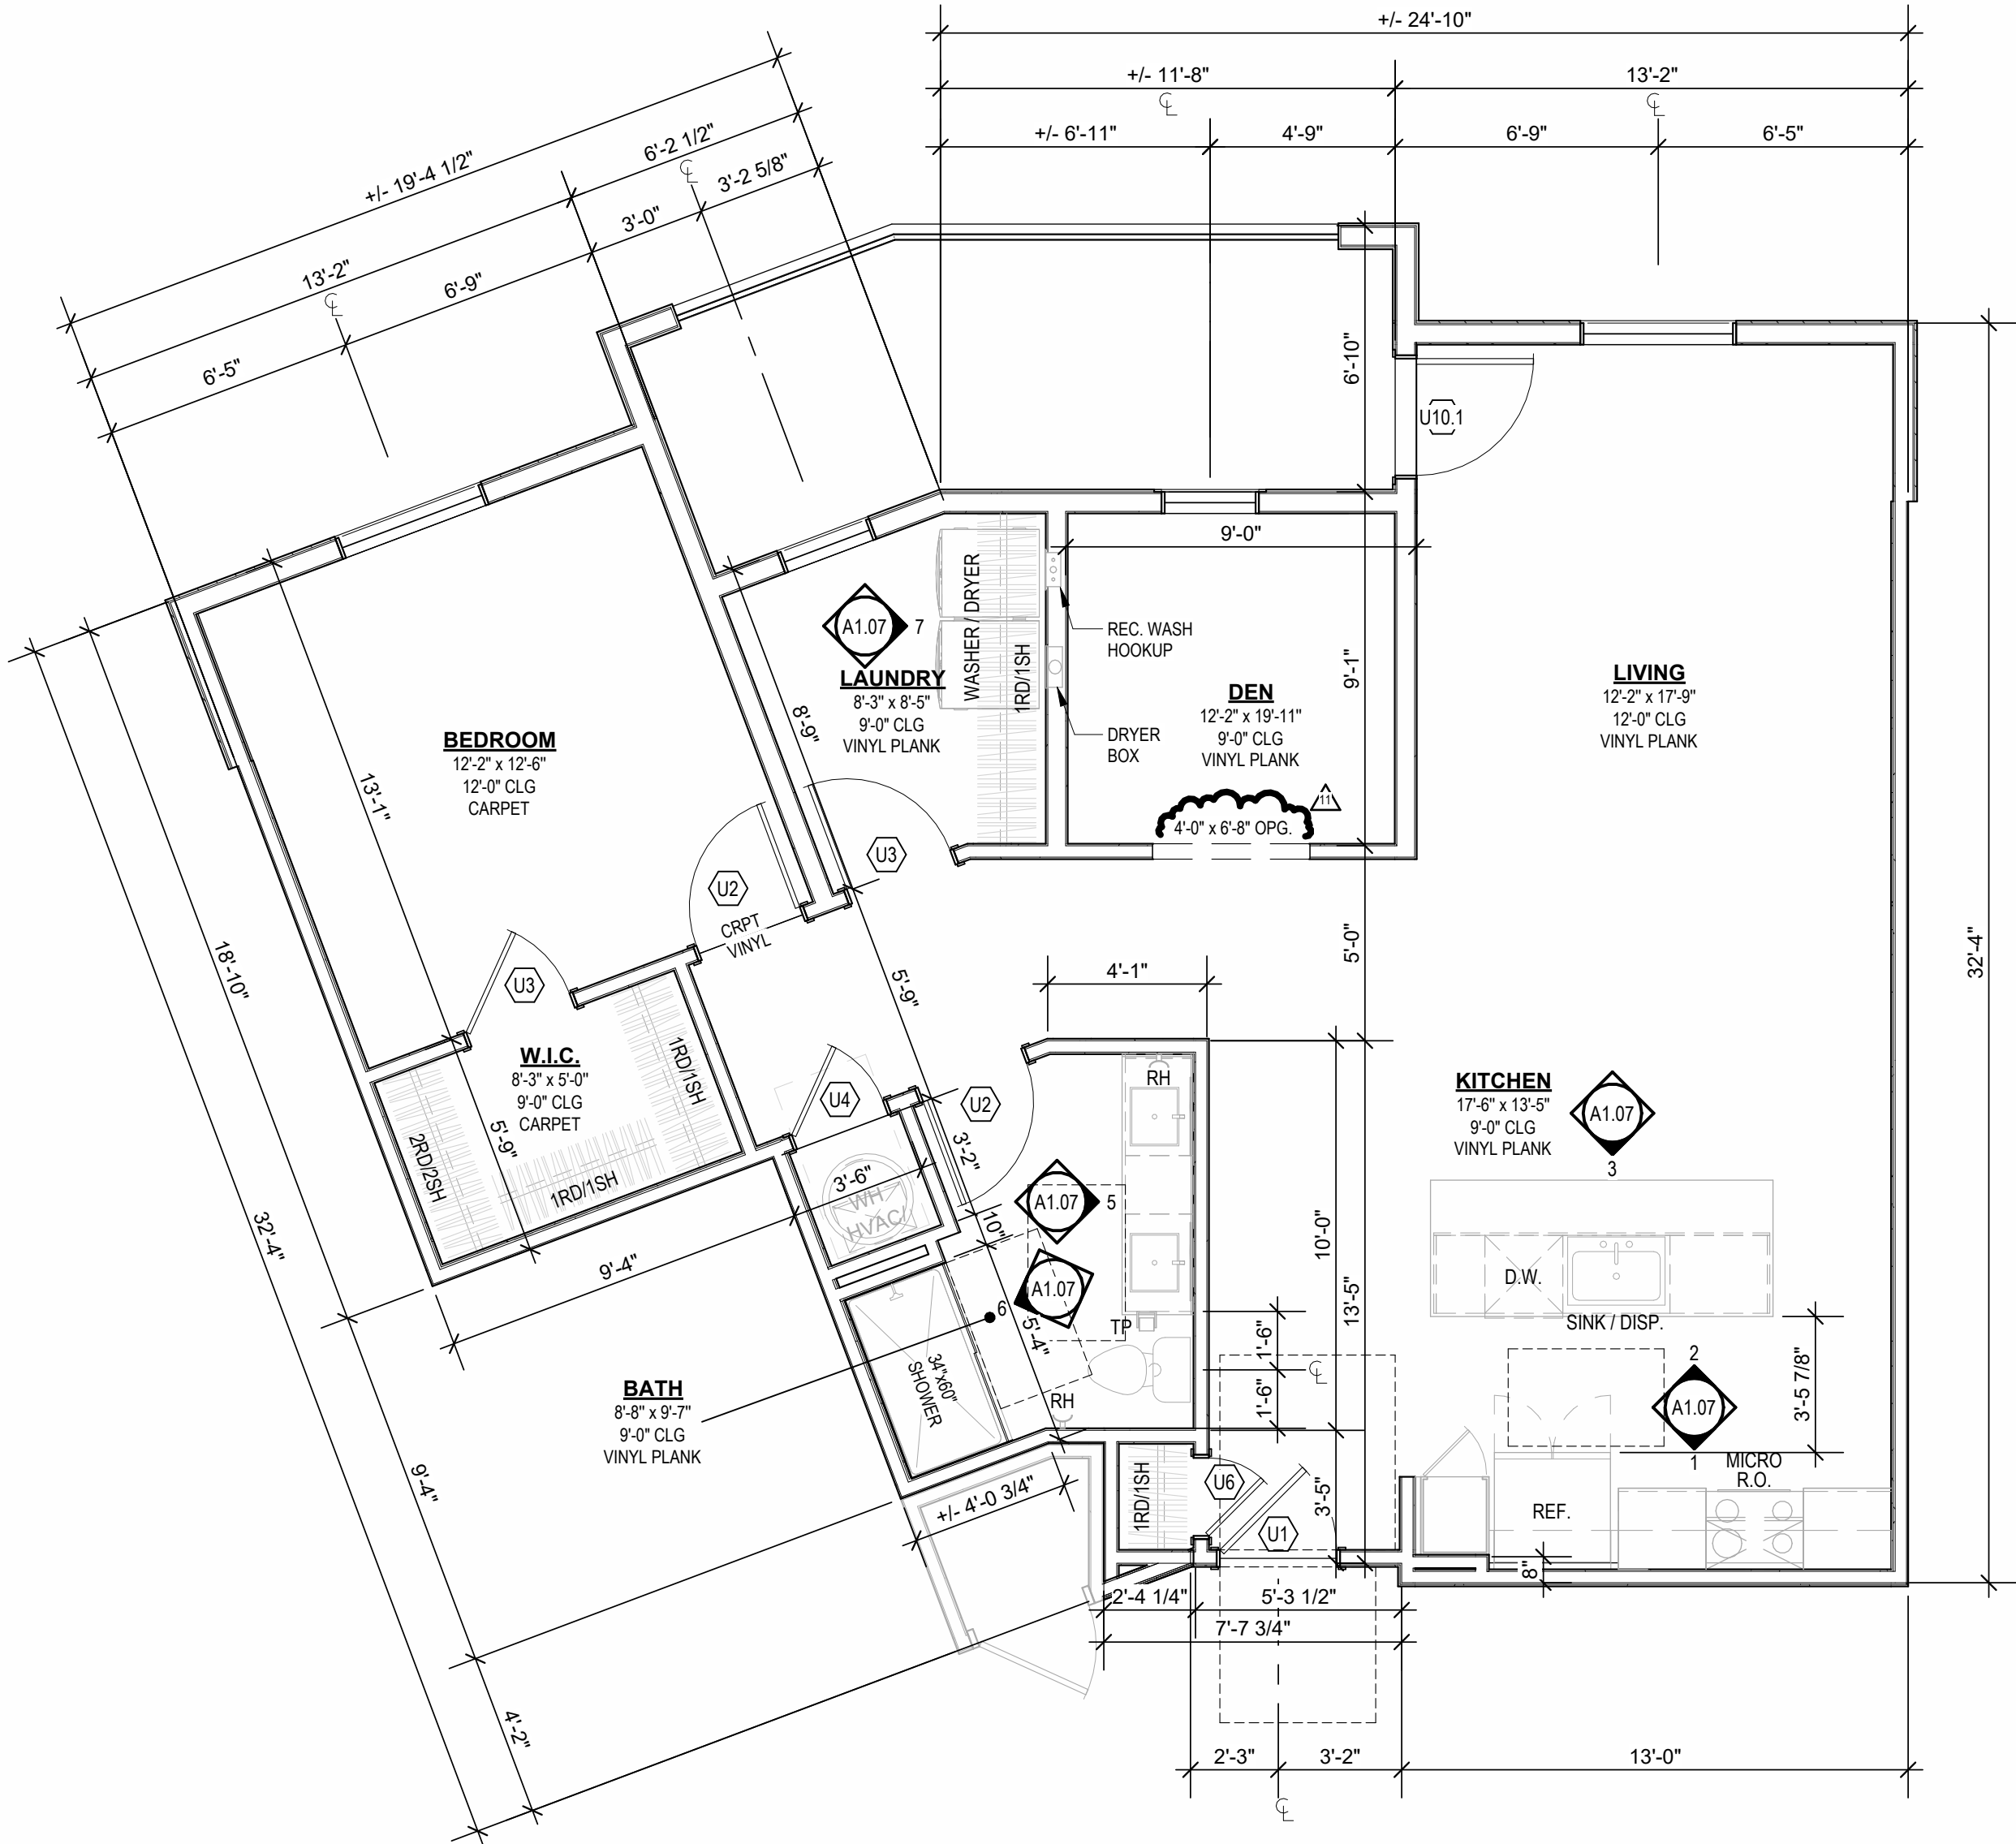 +/- 24'-10"
+/- 11'-8"
13'-2"
+/- 6'-11"
4'-9"
6'-9"
6'-5"
+/- 19'-4 1/2"
6'-2 1/2"
3'-2 5/8"
3'-0"
13'-2"
6'-9"
6'-5"
6'-10"
U10.1
9'-0"
WASHER / DRYER
1RD/1SH
REC. WASH
HOOKUP
DRYER
BOX
A1.07
7
LAUNDRY
8'-3" x 8'-5"
9'-0" CLG
VINYL PLANK
8'-9"
DEN
12'-2" x 19'-11"
9'-0" CLG
VINYL PLANK
9'-1"
11
4'-0" x 6'-8" OPG.
LIVING
12'-2" x 17'-9"
12'-0" CLG
VINYL PLANK
BEDROOM
12'-2" x 12'-6"
12'-0" CLG
CARPET
13'-1"
U3
U2
CRPT
VINYL
18'-10"
5'-9"
5'-0"
32'-4"
4'-1"
U3
W.I.C.
8'-3" x 5'-0"
9'-0" CLG
CARPET
1RD/1SH
2RD/2SH
1RD/1SH
5'-9"
U4
U2
3'-2"
3'-6"
WH
HVAC/
RH
KITCHEN
17'-6" x 13'-5"
9'-0" CLG
VINYL PLANK
A1.07
3
A1.07
5
10"
A1.07
6
10'-0"
13'-5"
32'-4"
9'-4"
5'-4"
TP
1'-6"
1'-6"
RH
34"x60"
SHOWER
D.W.
SINK / DISP.
3'-5 7/8"
2
A1.07
1
MICRO
R.O.
REF.
BATH
8'-8" x 9'-7"
9'-0" CLG
VINYL PLANK
9'-4"
+/- 4'-0 3/4"
1RD/1SH
U6
U1
3'-5"
8"
2'-4 1/4"
5'-3 1/2"
7'-7 3/4"
4'-2"
2'-3"
3'-2"
13'-0"